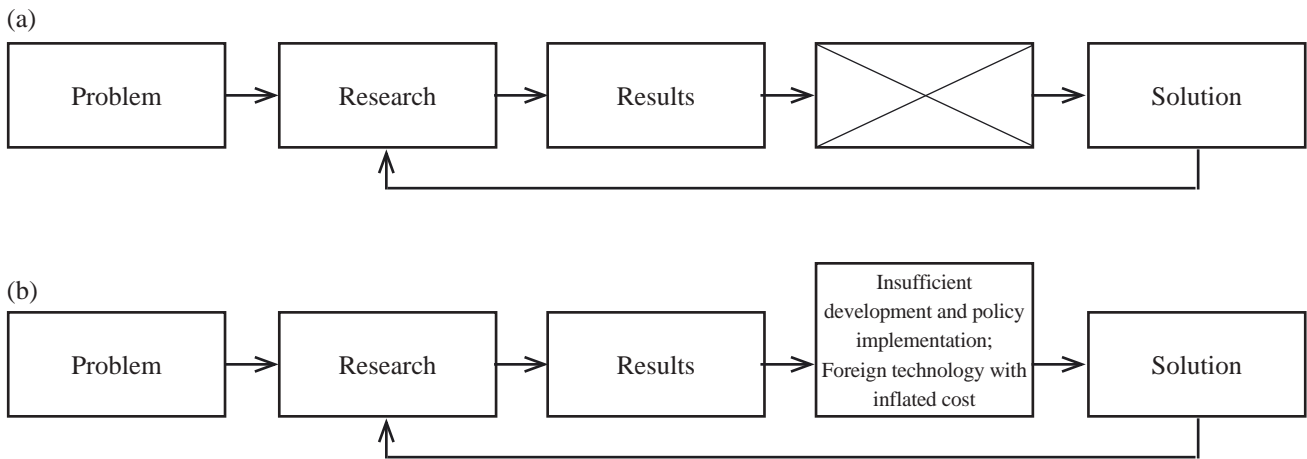 (a)
Problem
Research
Results
Solution
(b)
Problem
Research
Results
Insufficient
development and policy
implementation;
Foreign technology with
inflated cost
Solution